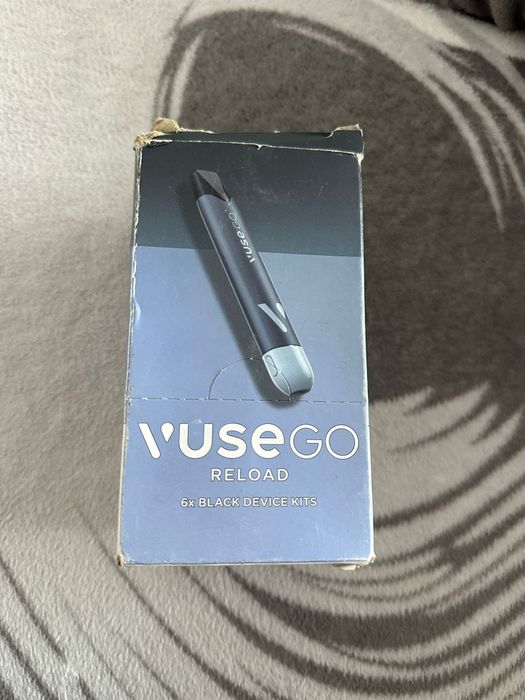 VUSEGO
V
VUSEGO
RELOAD
6x BLACK DEVICE KITS